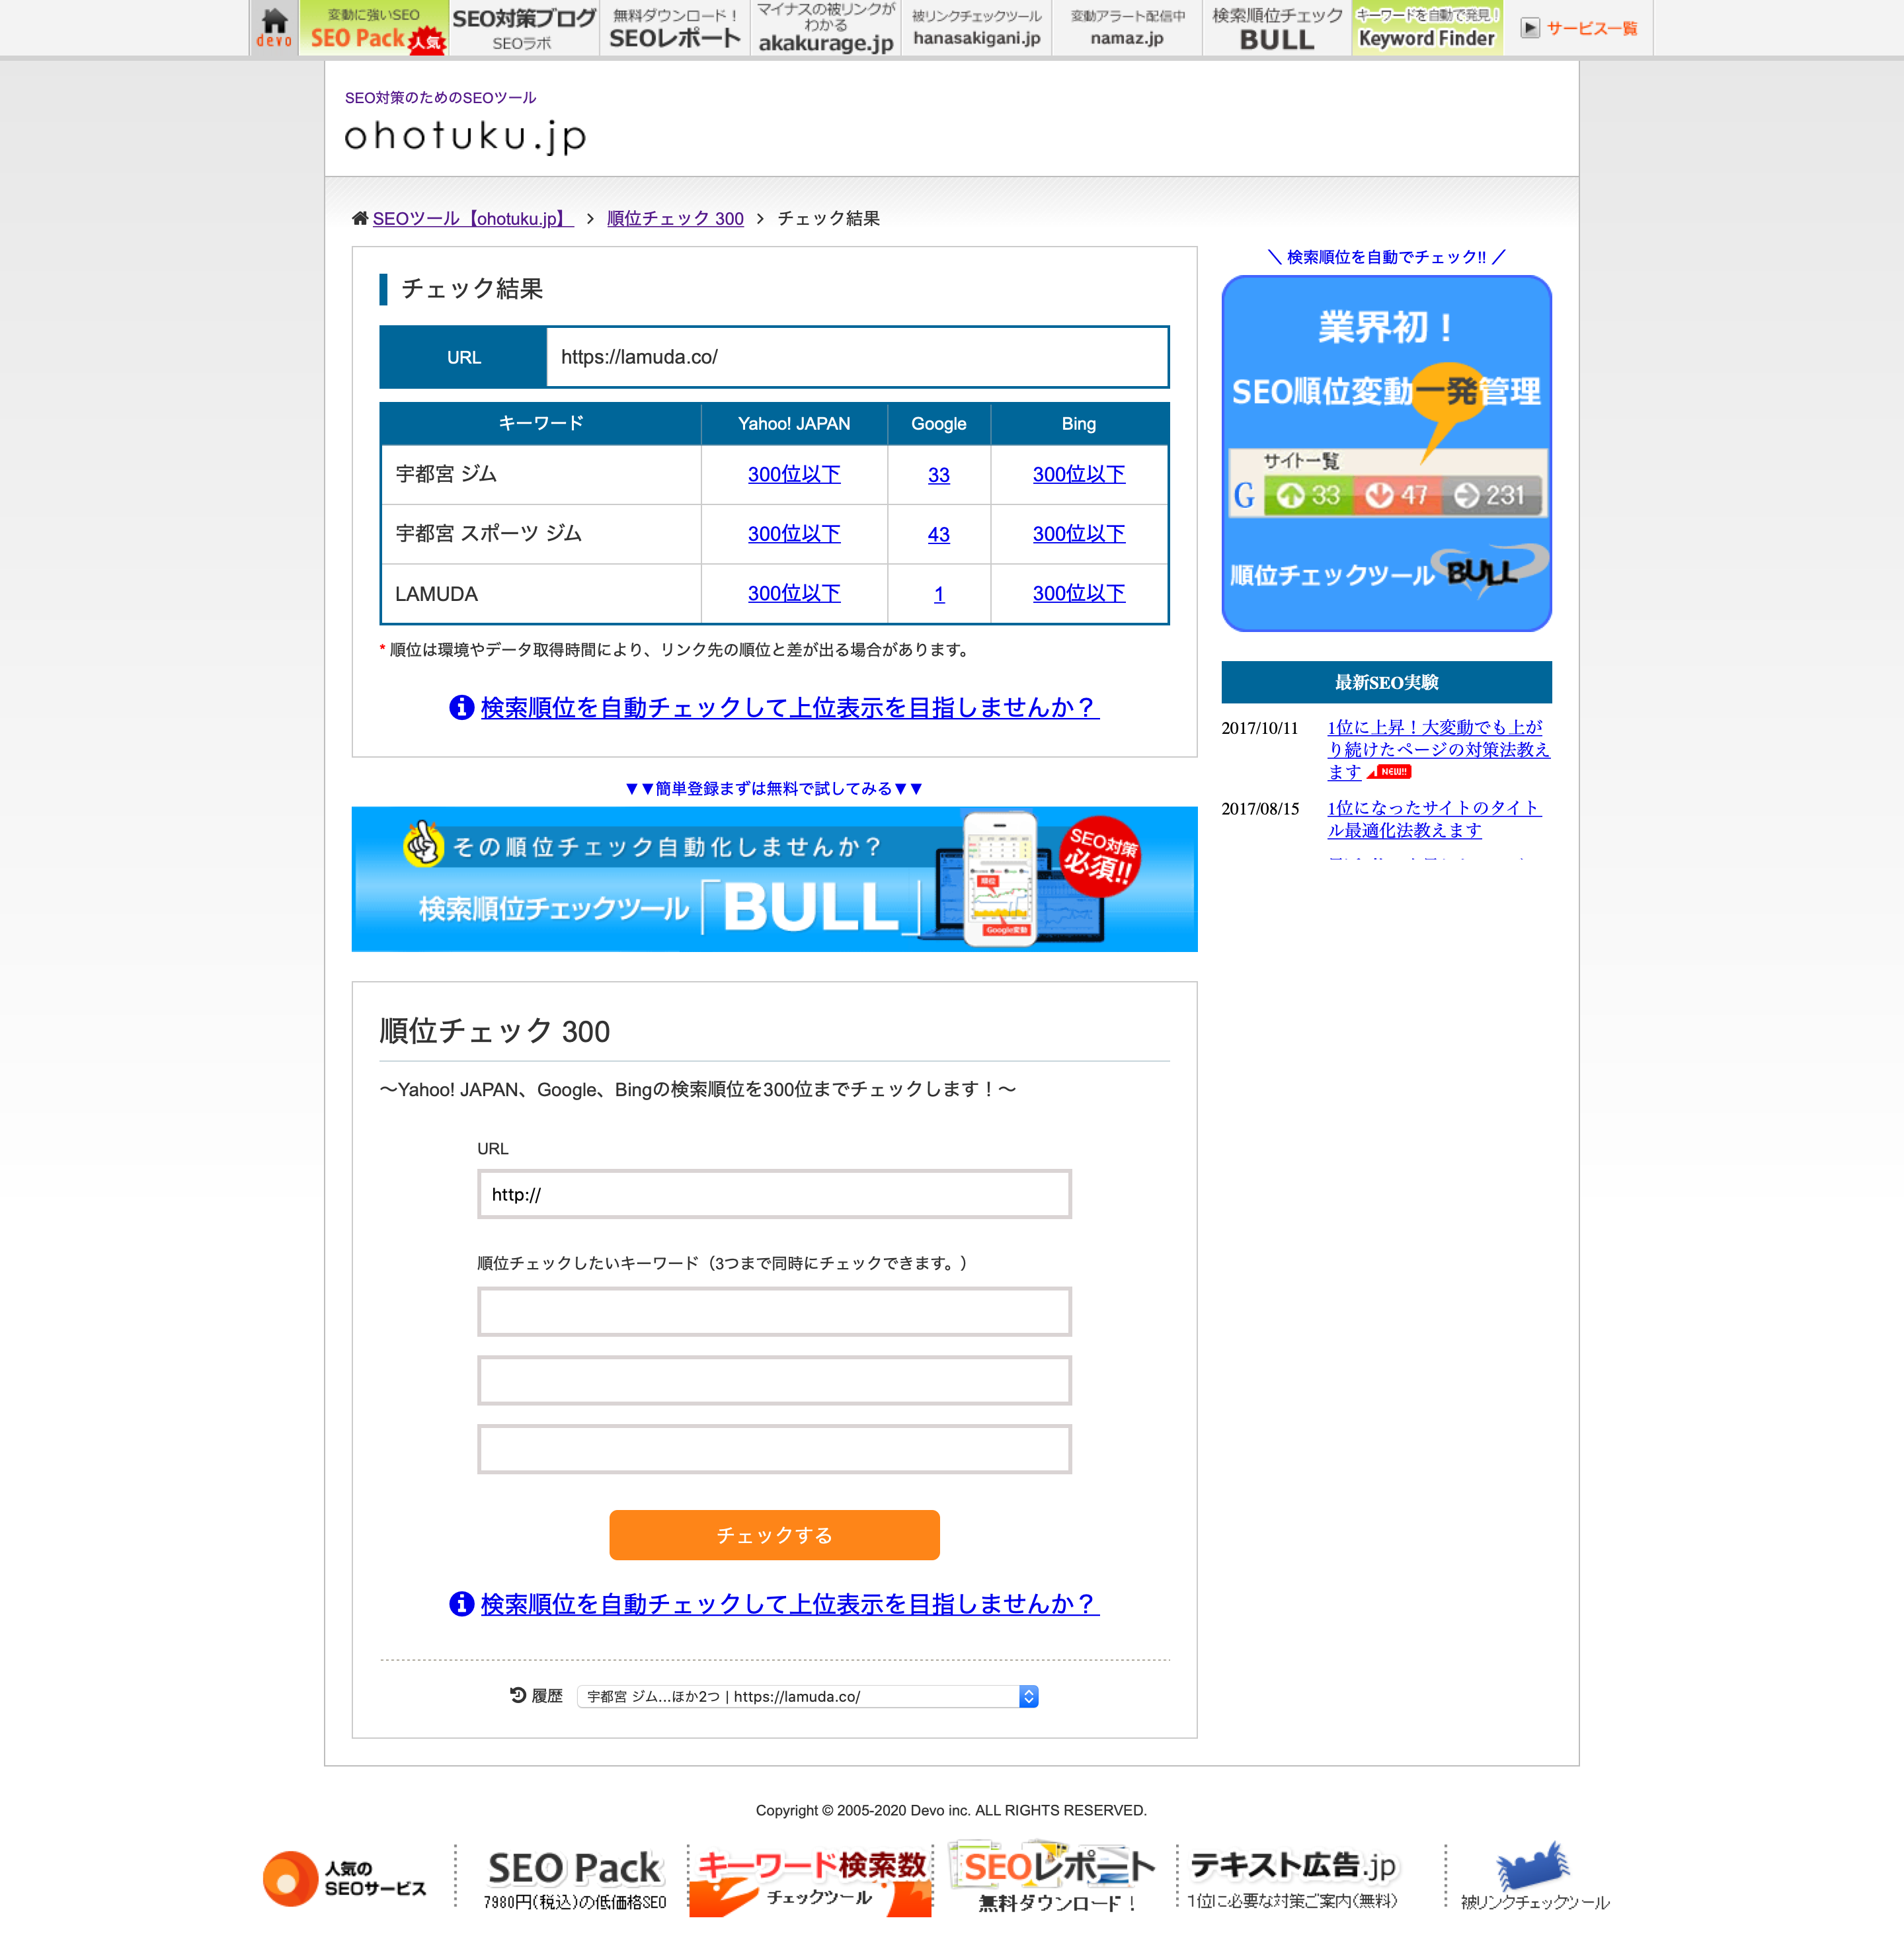 devo
変動に強いSEO
SEO Pack 人気
SEO対策ブログ
SEOラボ
無料ダウンロード！
SEOレポート
マイナスの被リンクが
わかる
akakurage.jp
被リンクチェックツール
hanasakigani.jp
変動アラート配信中
namaz.jp
検索順位チェック
BULL
キーワードを自動で発見！
Keyword Finder
サービス一覧
SEO対策のためのSEOツール
ohotuku.jp
SEOツール【ohotuku.jp】 > 順位チェック 300 > チェック結果
チェック結果
URL https://lamuda.co/
キーワード Yahoo! JAPAN Google Bing
宇都宮 ジム 300位以下 33 300位以下
宇都宮 スポーツ ジム 300位以下 43 300位以下
LAMUDA 300位以下 1 300位以下
* 順位は環境やデータ取得時間により、リンク先の順位と差が出る場合があります。
検索順位を自動チェックして上位表示を目指しませんか？
＼ 検索順位を自動でチェック!! ／
業界初！
SEO順位変動一発管理
サイト一覧
G 33 47 231
順位チェックツール BULL
最新SEO実験
2017/10/11 1位に上昇！大変動でも上が
り続けたページの対策法教え
ます NEW!!
2017/08/15 1位になったサイトのタイト
ル最適化法教えます
▼▼簡単登録まずは無料で試してみる▼▼
その順位チェック自動化しませんか？
検索順位チェックツール「BULL」
順位
Google変動
SEO対策
必須!!
順位チェック 300
〜Yahoo! JAPAN、Google、Bingの検索順位を300位までチェックします！〜
URL
http://
順位チェックしたいキーワード（3つまで同時にチェックできます。）
チェックする
検索順位を自動チェックして上位表示を目指しませんか？
履歴 宇都宮 ジム...ほか2つ | https://lamuda.co/
Copyright © 2005-2020 Devo inc. ALL RIGHTS RESERVED.
人気の
SEOサービス
SEO Pack
7980円(税込)の低価格SEO
キーワード検索数
チェックツール
SEOレポート
無料ダウンロード！
テキスト広告.jp
1位に必要な対策ご案内(無料)
被リンクチェックツール